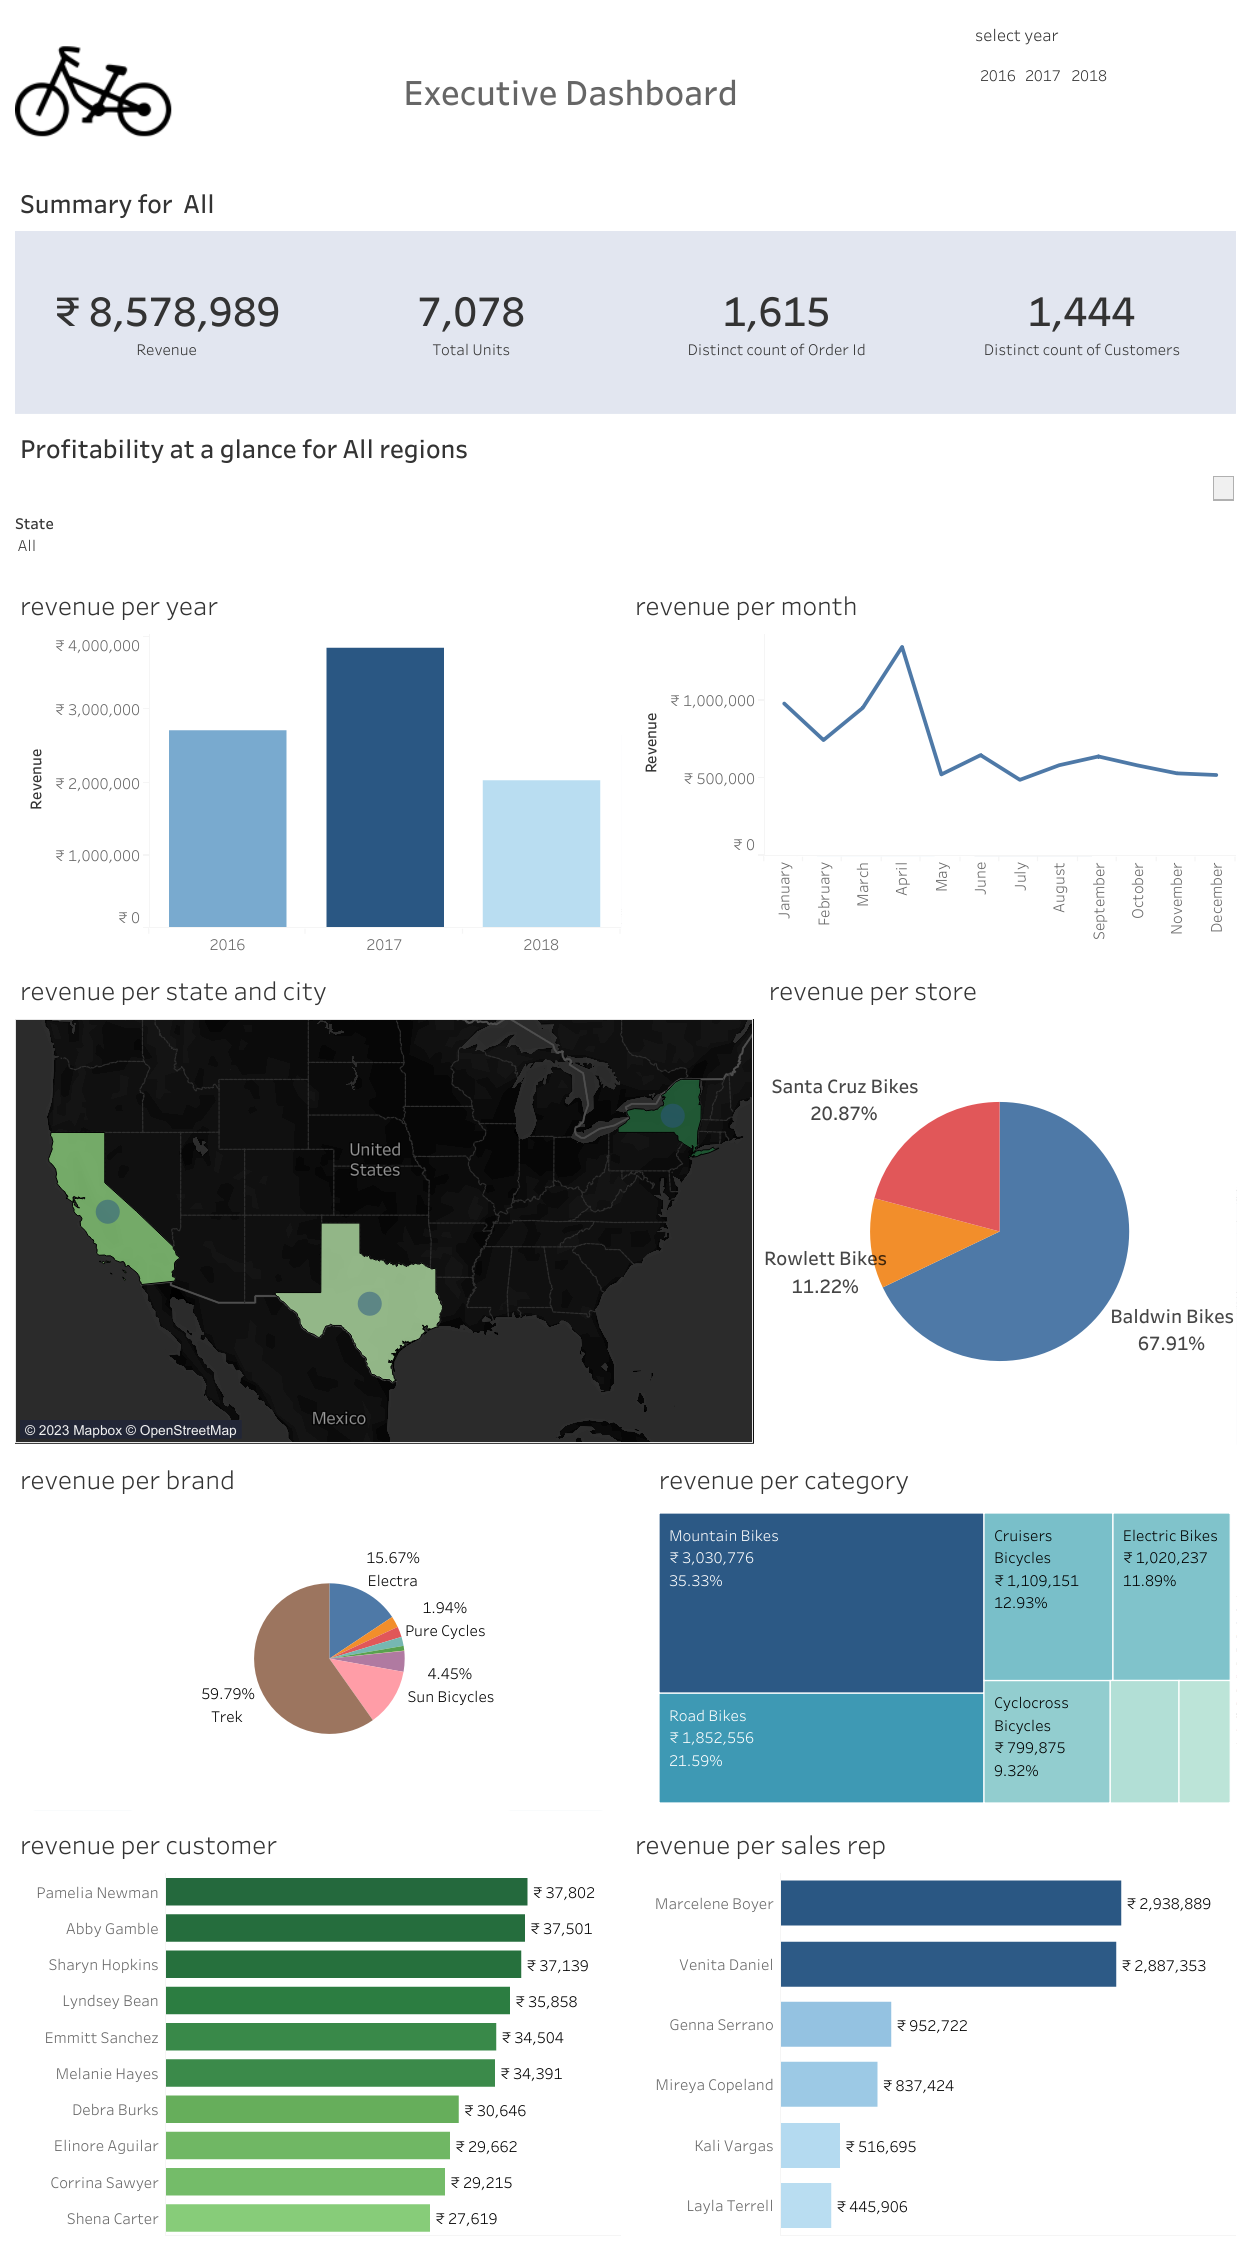 select year
2016 2017 2018
Executive Dashboard
Summary for All
₹ 8,578,989
Revenue
7,078
Total Units
1,615
Distinct count of Order Id
1,444
Distinct count of Customers
Profitability at a glance for All regions
State
All
revenue per year
Revenue
₹ 4,000,000
₹ 3,000,000
₹ 2,000,000
₹ 1,000,000
₹ 0
2016
2017
2018
revenue per month
Revenue
₹ 1,000,000
₹ 500,000
₹ 0
January
February
March
April
May
June
July
August
September
October
November
December
revenue per state and city
United
States
Mexico
© 2023 Mapbox © OpenStreetMap
revenue per store
Santa Cruz Bikes
20.87%
Rowlett Bikes
11.22%
Baldwin Bikes
67.91%
revenue per brand
15.67%
Electra
1.94%
Pure Cycles
4.45%
Sun Bicycles
59.79%
Trek
revenue per category
Mountain Bikes
₹ 3,030,776
35.33%
Road Bikes
₹ 1,852,556
21.59%
Cruisers
Bicycles
₹ 1,109,151
12.93%
Electric Bikes
₹ 1,020,237
11.89%
Cyclocross
Bicycles
₹ 799,875
9.32%
revenue per customer
Pamelia Newman ₹ 37,802
Abby Gamble ₹ 37,501
Sharyn Hopkins ₹ 37,139
Lyndsey Bean ₹ 35,858
Emmitt Sanchez ₹ 34,504
Melanie Hayes ₹ 34,391
Debra Burks ₹ 30,646
Elinore Aguilar ₹ 29,662
Corrina Sawyer ₹ 29,215
Shena Carter ₹ 27,619
revenue per sales rep
Marcelene Boyer ₹ 2,938,889
Venita Daniel ₹ 2,887,353
Genna Serrano ₹ 952,722
Mireya Copeland ₹ 837,424
Kali Vargas ₹ 516,695
Layla Terrell ₹ 445,906